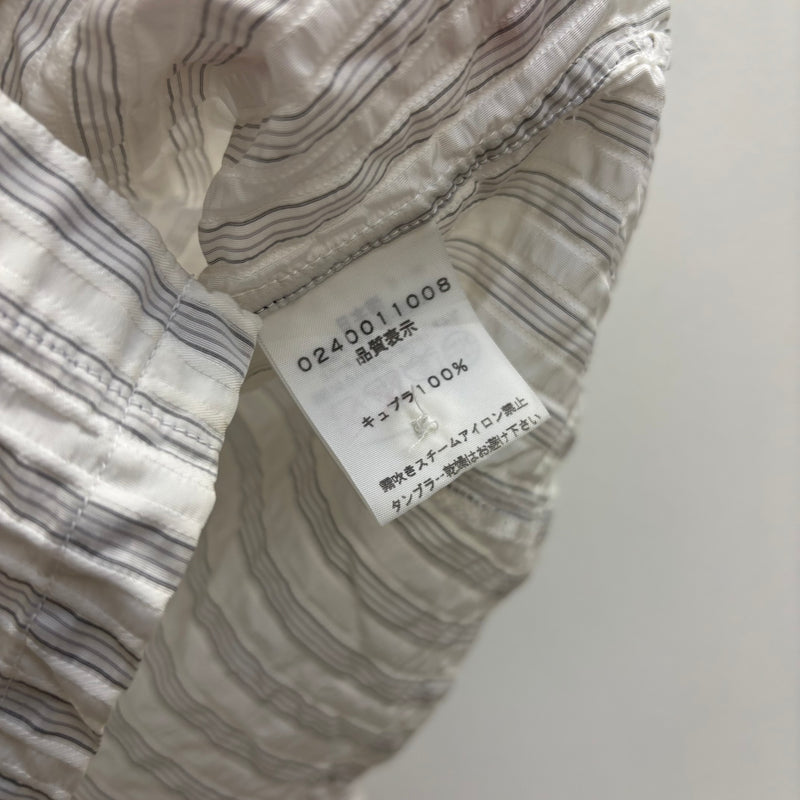 0240011008
品質表示
キュプラ100%
霧吹きスチームアイロン禁止
タンブラー乾燥はお避け下さい